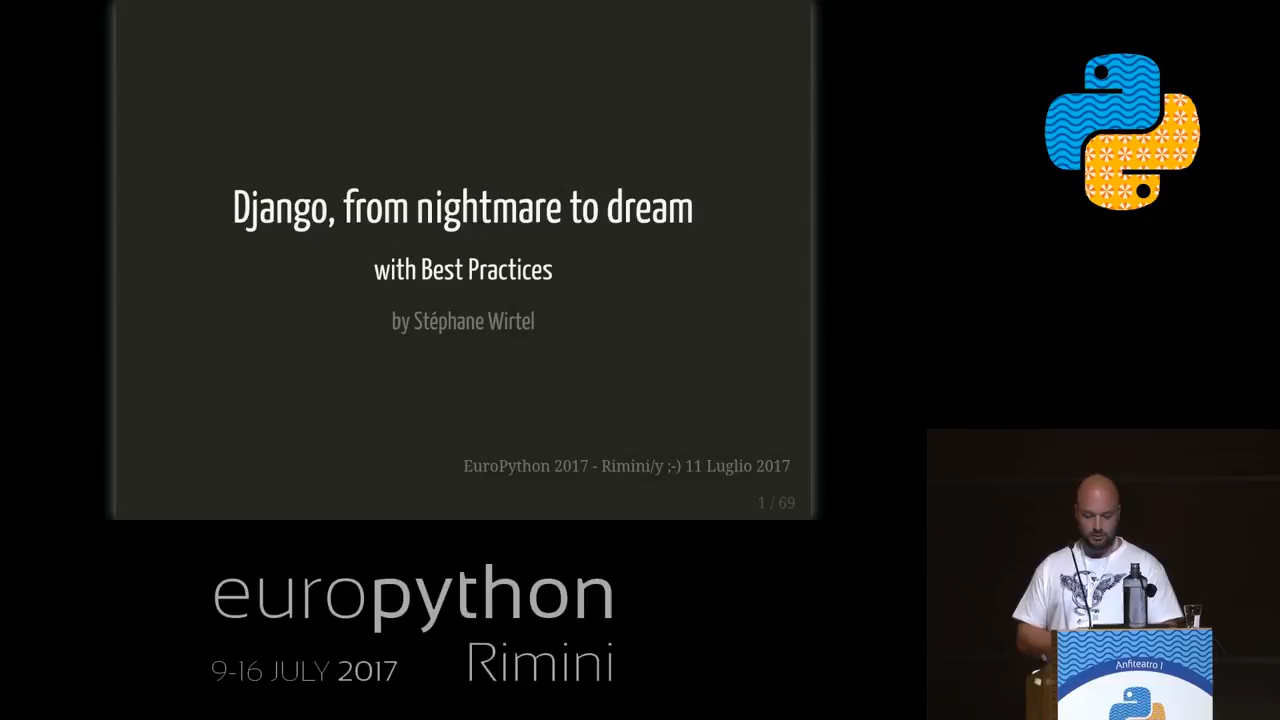 Django, from nightmare to dream
with Best Practices
by Stéphane Wirtel
EuroPython 2017 - Rimini/y ;-) 11 Luglio 2017
1 / 69
europython
9-16 JULY 2017
Rimini
Anfiteatro I